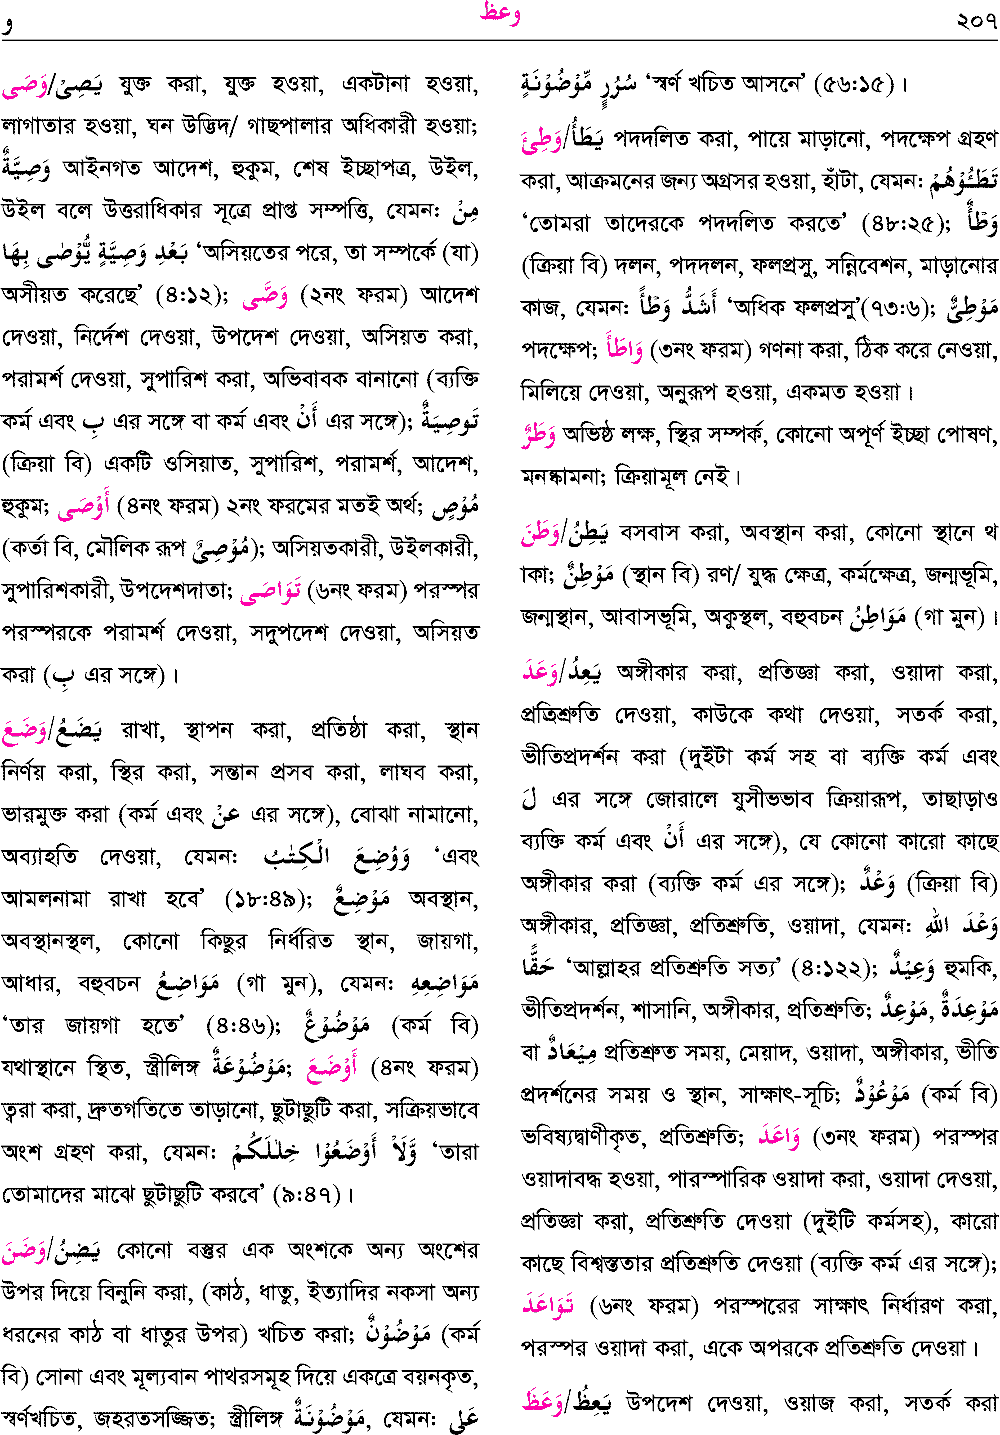 و وعظ ২০৭
وَصَى/يَصِىْ যুক্ত করা, যুক্ত হওয়া, একটানা হওয়া,
লাগাতার হওয়া, ঘন উদ্ভিদ/ গাছপালার অধিকারী হওয়া;
وَصِيَّةٌ আইনগত আদেশ, হুকুম, শেষ ইচ্ছাপত্র, উইল,
উইল বলে উত্তরাধিকার সূত্রে প্রাপ্ত সম্পত্তি, যেমন: مِنْ
بَعْدِ وَصِيَّةٍ يُّوْصٰى بِهَا ‘অসিয়তের পরে, তা সম্পর্কে (যা)
অসীয়ত করেছে’ (৪:১২); وَصَّى (২নং ফরম) আদেশ
দেওয়া, নির্দেশ দেওয়া, উপদেশ দেওয়া, অসিয়ত করা,
পরামর্শ দেওয়া, সুপারিশ করা, অভিবাবক বানানো (ব্যক্তি
কর্ম এবং بِ এর সঙ্গে বা কর্ম এবং أَنْ এর সঙ্গে); تَوصِيَةٌ
(ক্রিয়া বি) একটি ওসিয়াত, সুপারিশ, পরামর্শ, আদেশ,
হুকুম; أَوْصَى (৪নং ফরম) ২নং ফরমের মতই অর্থ; مُوْصٍ
(কর্তা বি, মৌলিক রূপ مُوْصِىٌ); অসিয়তকারী, উইলকারী,
সুপারিশকারী, উপদেশদাতা; تَوَاصَى (৬নং ফরম) পরস্পর
পরস্পরকে পরামর্শ দেওয়া, সদুপদেশ দেওয়া, অসিয়ত
করা (بِ এর সঙ্গে)।
وَضَعَ/يَضَعُ রাখা, স্থাপন করা, প্রতিষ্ঠা করা, স্থান
নির্ণয় করা, স্থির করা, সন্তান প্রসব করা, লাঘব করা,
ভারমুক্ত করা (কর্ম এবং عنْ এর সঙ্গে), বোঝা নামানো,
অব্যাহতি দেওয়া, যেমন: وَوُضِعَ الْكِتٰبُ ‘এবং
আমলনামা রাখা হবে’ (১৮:৪৯); مَوْضِعٌ অবস্থান,
অবস্থানস্থল, কোনো কিছুর নির্ধরিত স্থান, জায়গা,
আধার, বহুবচন مَوَاضِعُ (গা মুন), যেমন: مَوَاضِعِهِ
‘তার জায়গা হতে’ (৪:৪৬); مَوْضُوْعٌ (কর্ম বি)
যথাস্থানে স্থিত, স্ত্রীলিঙ্গ مَوْضُوْعَةٌ; أَوْضَعَ (৪নং ফরম)
ত্বরা করা, দ্রুতগতিতে তাড়ানো, ছুটাছুটি করা, সক্রিয়ভাবে
অংশ গ্রহণ করা, যেমন: وَّلَاْ أَوْضَعُوْا خِلٰلَكُمْ ‘তারা
তোমাদের মাঝে ছুটাছুটি করবে’ (৯:৪৭)।
وَضَنَ/يَضِنُ কোনো বস্তুর এক অংশকে অন্য অংশের
উপর দিয়ে বিনুনি করা, (কাঠ, ধাতু, ইত্যাদির নকসা অন্য
ধরনের কাঠ বা ধাতুর উপর) খচিত করা; مَوْضُوْنٌ (কর্ম
বি) সোনা এবং মূল্যবান পাথরসমূহ দিয়ে একত্রে বয়নকৃত,
স্বর্ণখচিত, জহরতসজ্জিত; স্ত্রীলিঙ্গ مَوْضُوْنَةٌ, যেমন: عَلٰى
سُرُرٍ مَّوْضُوْنَةٍ ‘স্বর্ণ খচিত আসনে’ (৫৬:১৫)।
وَطِئَ/يَطَأُ পদদলিত করা, পায়ে মাড়ানো, পদক্ষেপ গ্রহণ
করা, আক্রমনের জন্য অগ্রসর হওয়া, হাঁটা, যেমন: تَطَئُوْهُمْ
‘তোমরা তাদেরকে পদদলিত করতে’ (৪৮:২৫); وَطْأٌ
(ক্রিয়া বি) দলন, পদদলন, ফলপ্রসু, সন্নিবেশন, মাড়ানোর
কাজ, যেমন: أَشَدُّ وَطْأً ‘অধিক ফলপ্রসু’(৭৩:৬); مَوْطِئٌ
পদক্ষেপ; وَاطَأَ (৩নং ফরম) গণনা করা, ঠিক করে নেওয়া,
মিলিয়ে দেওয়া, অনুরূপ হওয়া, একমত হওয়া।
وَطَرٌ অভিষ্ঠ লক্ষ, স্থির সম্পর্ক, কোনো অপূর্ণ ইচ্ছা পোষণ,
মনষ্কামনা; ক্রিয়ামূল নেই।
وَطَنَ/يَطِنُ বসবাস করা, অবস্থান করা, কোনো স্থানে থ
াকা; مَوْطِنٌ (স্থান বি) রণ/ যুদ্ধ ক্ষেত্র, কর্মক্ষেত্র, জন্মভূমি,
জন্মস্থান, আবাসভূমি, অকুস্থল, বহুবচন مَوَاطِنُ (গা মুন)।
وَعَدَ/يَعِدُ অঙ্গীকার করা, প্রতিজ্ঞা করা, ওয়াদা করা,
প্রত্রিশ্রুতি দেওয়া, কাউকে কথা দেওয়া, সতর্ক করা,
ভীতিপ্রদর্শন করা (দুইটা কর্ম সহ বা ব্যক্তি কর্ম এবং
لَ এর সঙ্গে জোরালে যুসীভভাব ক্রিয়ারূপ, তাছাড়াও
ব্যক্তি কর্ম এবং أَنْ এর সঙ্গে), যে কোনো কারো কাছে
অঙ্গীকার করা (ব্যক্তি কর্ম এর সঙ্গে); وَعْدٌ (ক্রিয়া বি)
অঙ্গীকার, প্রতিজ্ঞা, প্রতিশ্রুতি, ওয়াদা, যেমন: وَعْدَ اللهِ
حَقًّا ‘আল্লাহর প্রতিশ্রুতি সত্য’ (৪:১২২); وَعِيْدٌ হুমকি,
ভীতিপ্রদর্শন, শাসানি, অঙ্গীকার, প্রতিশ্রুতি; مَوْعِدٌ, مَوْعِدَةٌ
বা مِيْعَادٌ প্রতিশ্রুত সময়, মেয়াদ, ওয়াদা, অঙ্গীকার, ভীতি
প্রদর্শনের সময় ও স্থান, সাক্ষাৎ-সূচি; مَوْعُوْدٌ (কর্ম বি)
ভবিষ্যদ্বাণীকৃত, প্রতিশ্রুতি; وَاعَدَ (৩নং ফরম) পরস্পর
ওয়াদাবদ্ধ হওয়া, পারস্পারিক ওয়াদা করা, ওয়াদা দেওয়া,
প্রতিজ্ঞা করা, প্রতিশ্রুতি দেওয়া (দুইটি কর্মসহ), কারো
কাছে বিশ্বস্ততার প্রতিশ্রুতি দেওয়া (ব্যক্তি কর্ম এর সঙ্গে);
تَوَاعَدَ (৬নং ফরম) পরস্পরের সাক্ষাৎ নির্ধারণ করা,
পরস্পর ওয়াদা করা, একে অপরকে প্রতিশ্রুতি দেওয়া।
وَعَظَ/يَعِظُ উপদেশ দেওয়া, ওয়াজ করা, সতর্ক করা